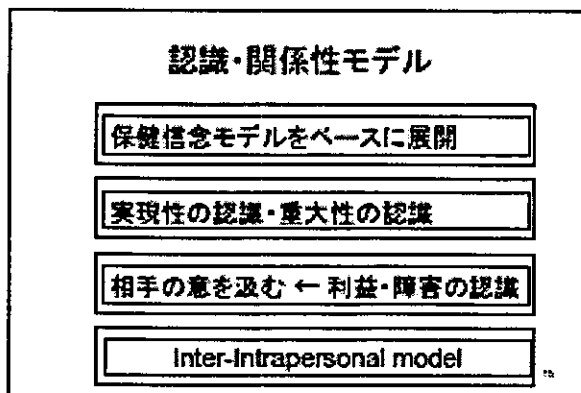 認識・関係性モデル
保健信念モデルをベースに展開
実現性の認識・重大性の認識
相手の意を汲む ← 利益・障害の認識
Inter-Intrapersonal model